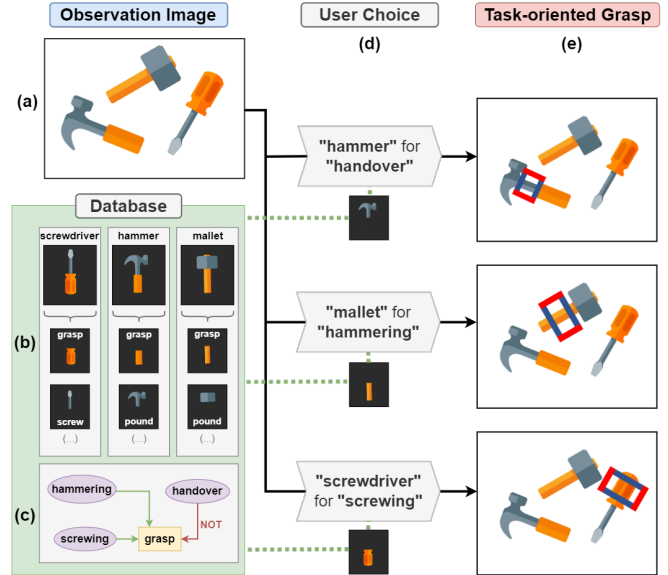 Observation Image
User Choice
Task-oriented Grasp
(a)
(d)
(e)
"hammer" for
"handover"
Database
screwdriver
hammer
mallet
(b)
grasp
grasp
grasp
screw
pound
pound
(...)
(...)
(...)
"mallet" for
"hammering"
(c)
hammering
handover
NOT
screwing
grasp
"screwdriver"
for "screwing"